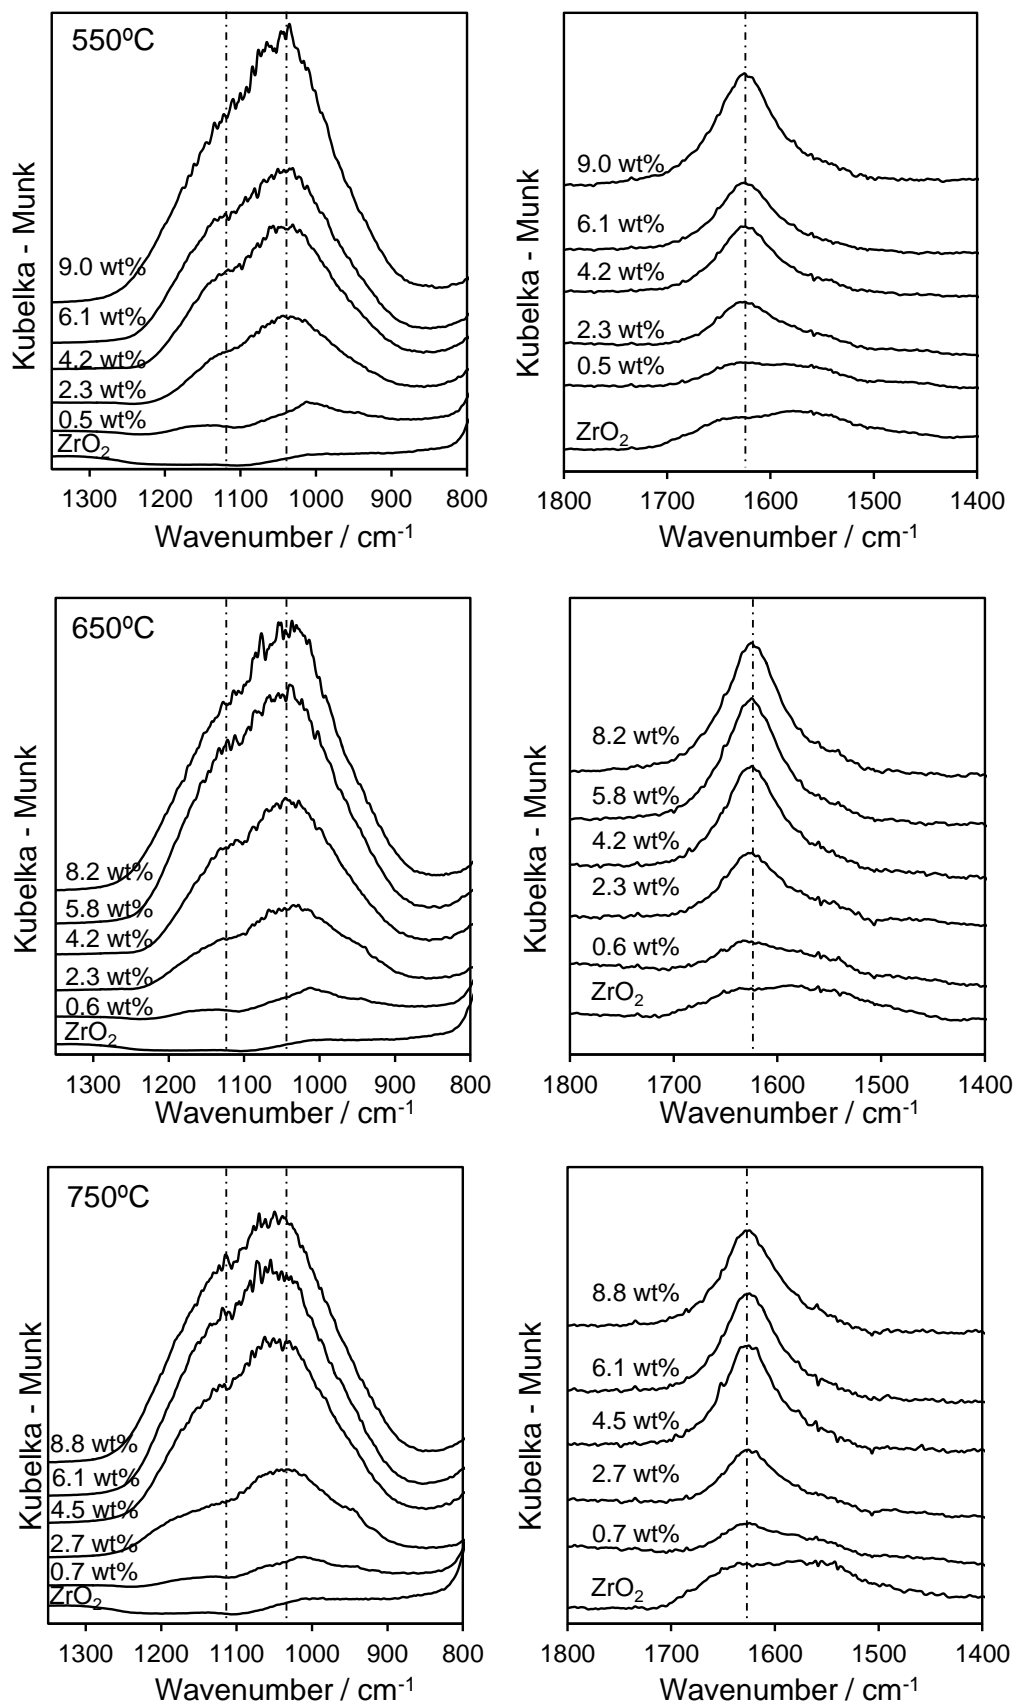 550ºC
Kubelka - Munk
9.0 wt%
6.1 wt%
4.2 wt%
2.3 wt%
0.5 wt%
ZrO₂
1300 1200 1100 1000 900 800
Wavenumber / cm⁻¹
Kubelka - Munk
9.0 wt%
6.1 wt%
4.2 wt%
2.3 wt%
0.5 wt%
ZrO₂
1800 1700 1600 1500 1400
Wavenumber / cm⁻¹
650ºC
Kubelka - Munk
8.2 wt%
5.8 wt%
4.2 wt%
2.3 wt%
0.6 wt%
ZrO₂
1300 1200 1100 1000 900 800
Wavenumber / cm⁻¹
Kubelka - Munk
8.2 wt%
5.8 wt%
4.2 wt%
2.3 wt%
0.6 wt%
ZrO₂
1800 1700 1600 1500 1400
Wavenumber / cm⁻¹
750ºC
Kubelka - Munk
8.8 wt%
6.1 wt%
4.5 wt%
2.7 wt%
0.7 wt%
ZrO₂
1300 1200 1100 1000 900 800
Wavenumber / cm⁻¹
Kubelka - Munk
8.8 wt%
6.1 wt%
4.5 wt%
2.7 wt%
0.7 wt%
ZrO₂
1800 1700 1600 1500 1400
Wavenumber / cm⁻¹